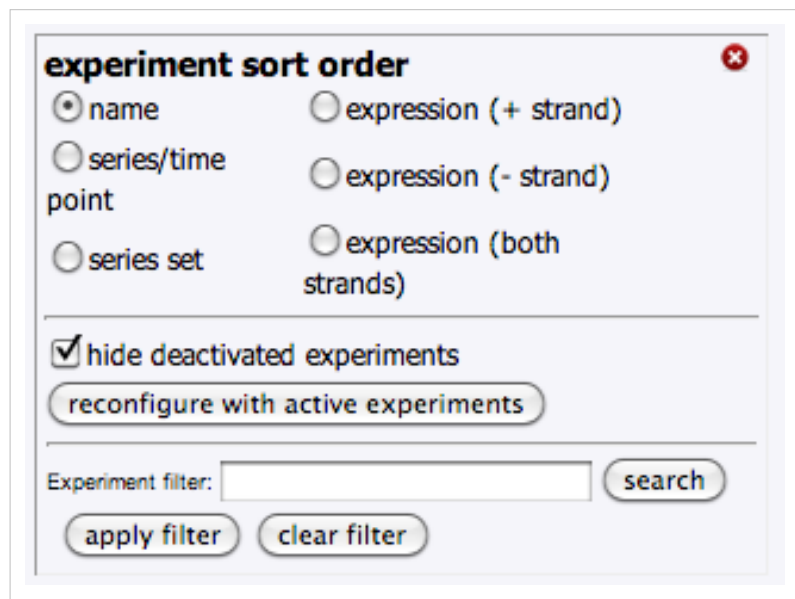 experiment sort order
name
expression (+ strand)
series/time
point
expression (- strand)
series set
expression (both
strands)
hide deactivated experiments
reconfigure with active experiments
Experiment filter:
search
apply filter
clear filter